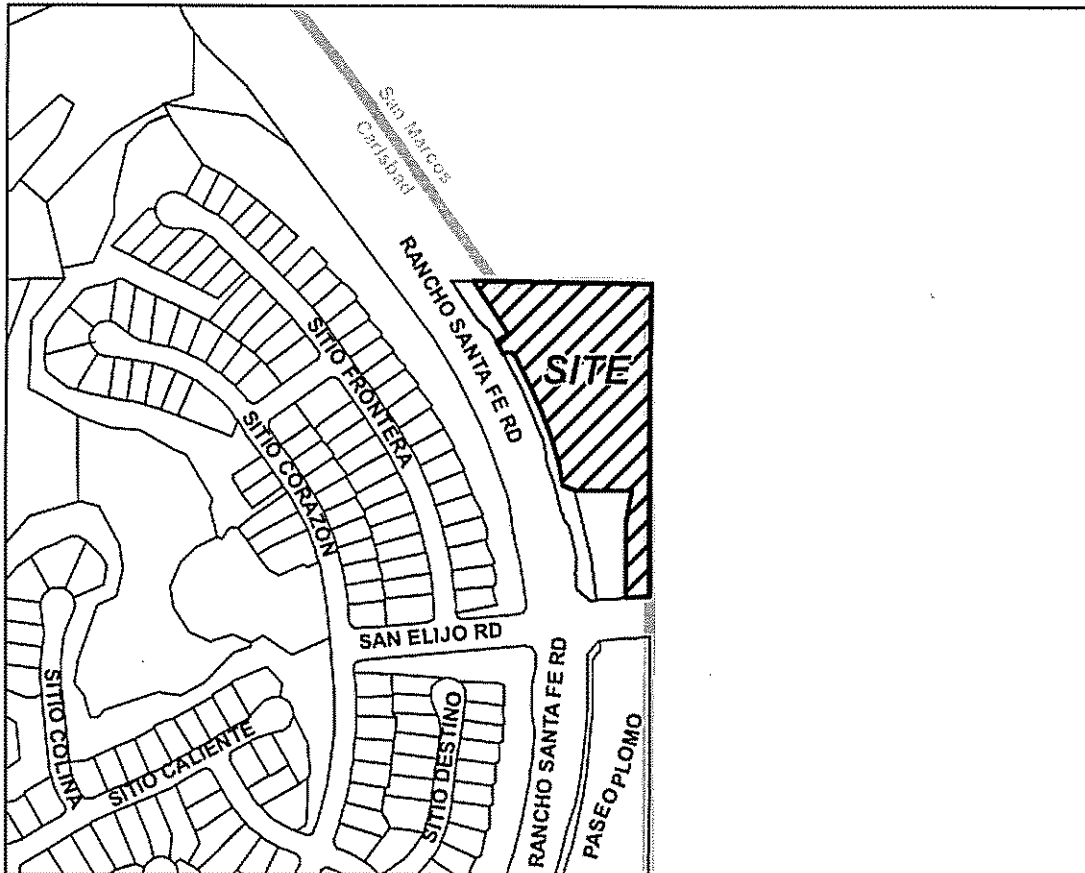 San Marcos
Carlsbad
RANCHO SANTA FE RD
SITE
SITIO FRONTERA
SITIO CORAZON
SAN ELIJO RD
SITIO COLINA
SITIO CALIENTE
SITIO DESTINO
RANCHO SANTA FE RD
PASEO PLOMO